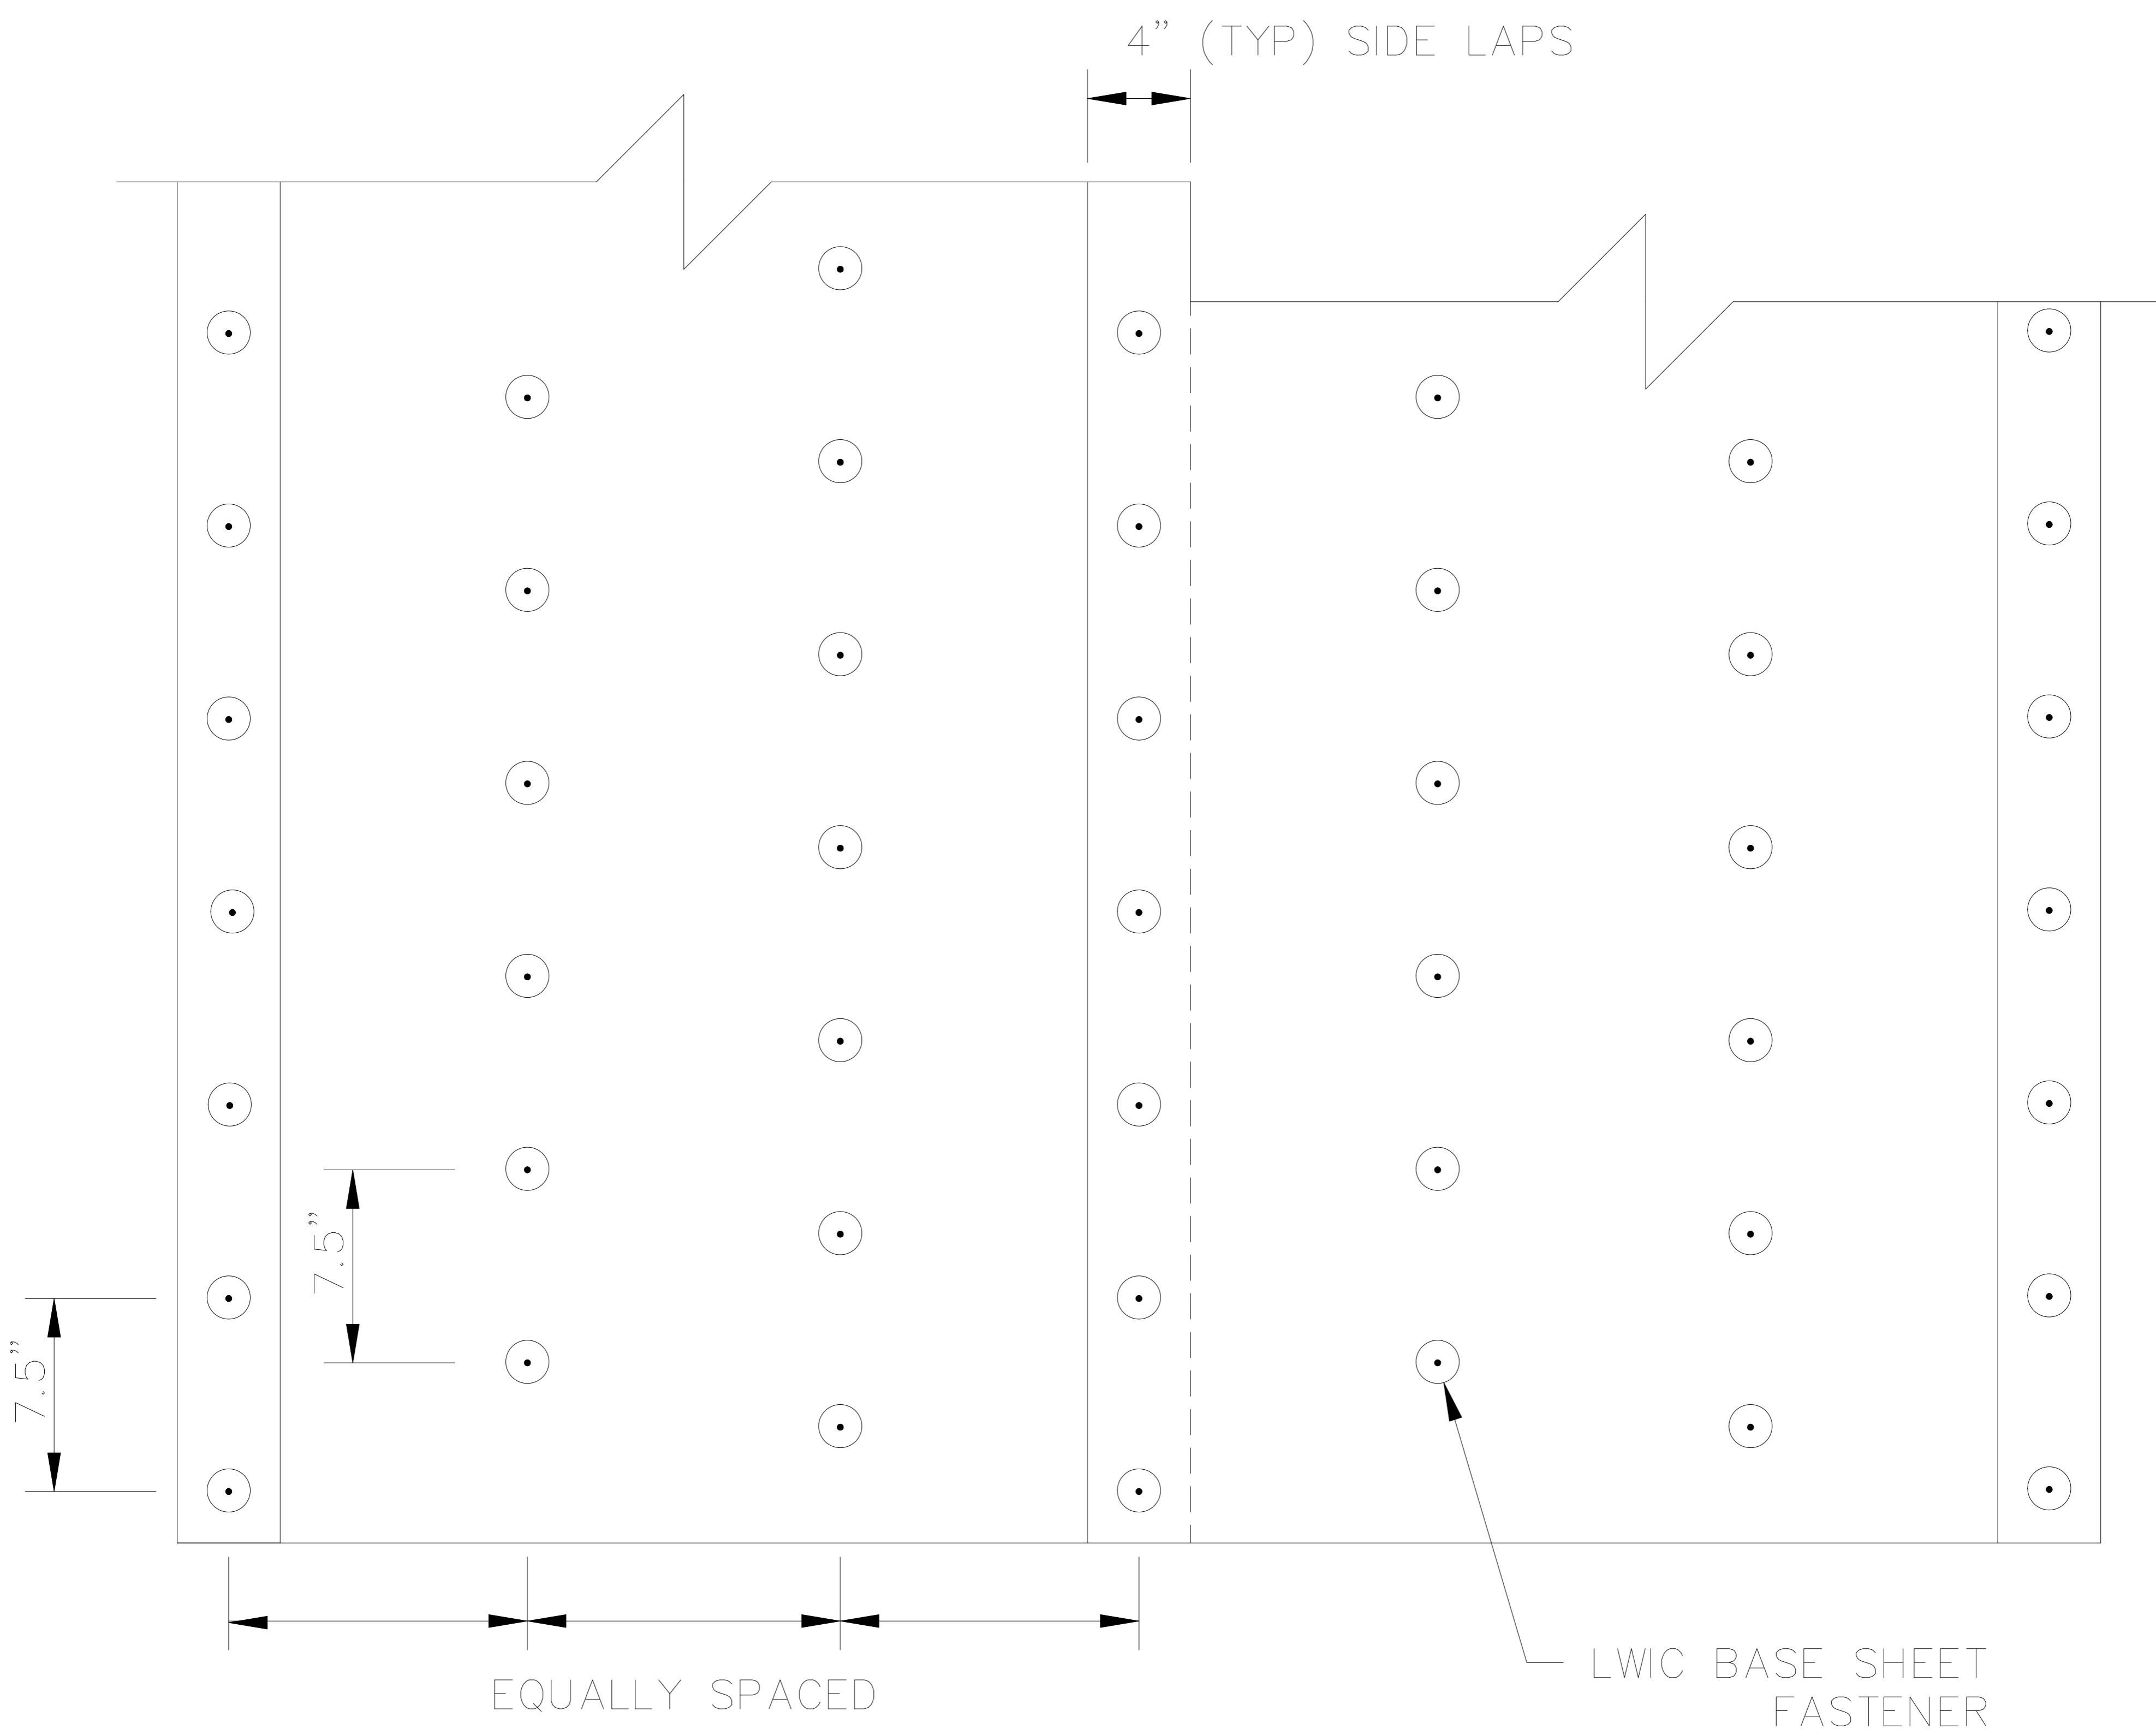 4” (TYP) SIDE LAPS
7.5”
7.5”
EQUALLY SPACED
LWIC BASE SHEET
FASTENER